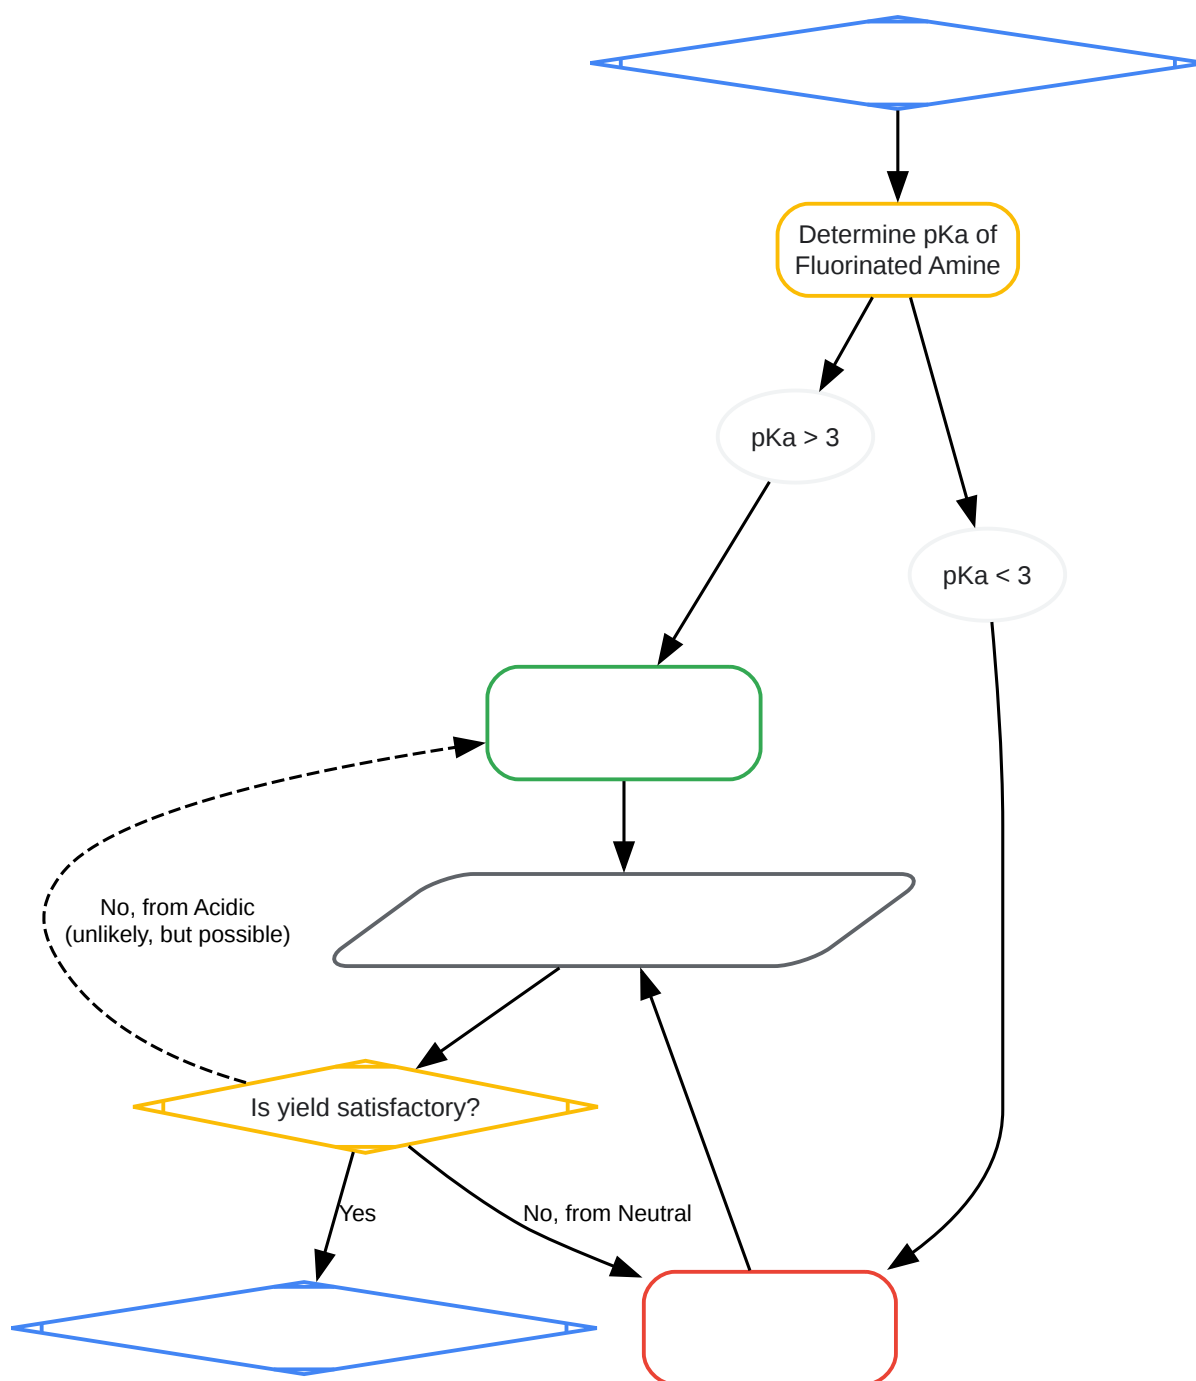 Determine pKa of
Fluorinated Amine
pKa > 3
pKa < 3
No, from Acidic
(unlikely, but possible)
Is yield satisfactory?
Yes
No, from Neutral